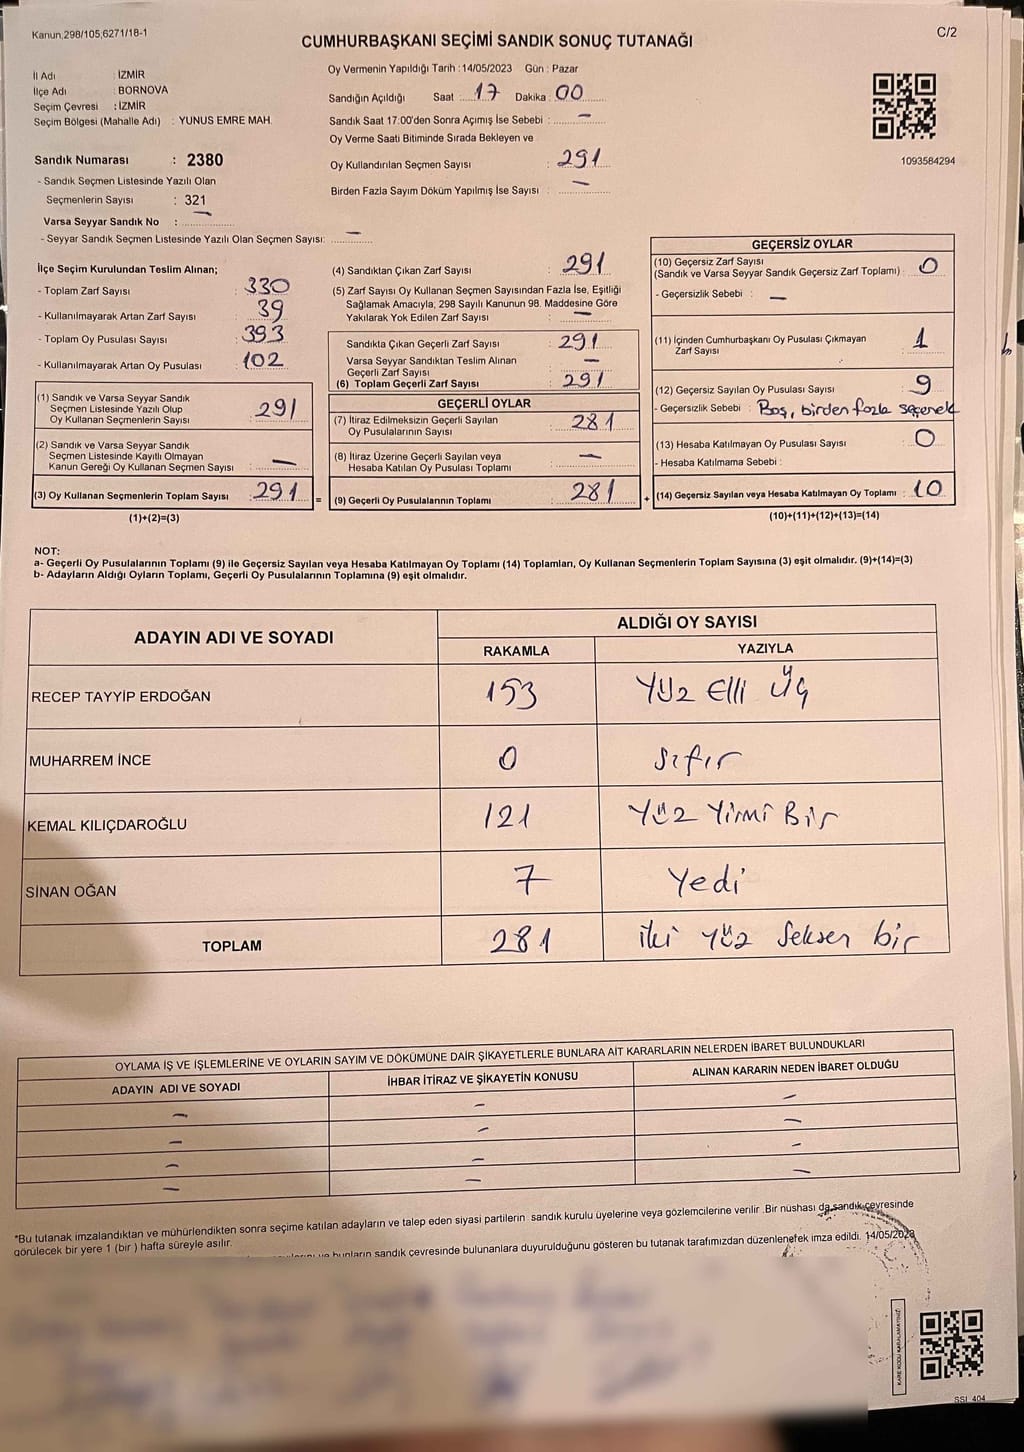 Kanun,298/105,6271/18-1
C/2
CUMHURBAŞKANI SEÇİMİ SANDIK SONUÇ TUTANAĞI
İl Adı : İZMİR
İlçe Adı : BORNOVA
Seçim Çevresi : İZMİR
Seçim Bölgesi (Mahalle Adı) : YUNUS EMRE MAH.
Oy Vermenin Yapıldığı Tarih : 14/05/2023 Gün : Pazar
Sandığın Açıldığı Saat 17 Dakika 00
Sandık Saat 17:00'den Sonra Açımış İse Sebebi : –
Oy Verme Saati Bitiminde Sırada Bekleyen ve
Oy Kullandırılan Seçmen Sayısı : 291
Birden Fazla Sayım Döküm Yapılmış İse Sayısı : –
1093584294
Sandık Numarası : 2380
- Sandık Seçmen Listesinde Yazılı Olan
Seçmenlerin Sayısı : 321
Varsa Seyyar Sandık No : –
- Seyyar Sandık Seçmen Listesinde Yazılı Olan Seçmen Sayısı: –
İlçe Seçim Kurulundan Teslim Alınan;
- Toplam Zarf Sayısı : 330
- Kullanılmayarak Artan Zarf Sayısı : 39
- Toplam Oy Pusulası Sayısı : 393
- Kullanılmayarak Artan Oy Pusulası : 102
(1) Sandık ve Varsa Seyyar Sandık
Seçmen Listesinde Yazılı Olup
Oy Kullanan Seçmenlerin Sayısı : 291
(2) Sandık ve Varsa Seyyar Sandık
Seçmen Listesinde Kayıtlı Olmayan
Kanun Gereği Oy Kullanan Seçmen Sayısı : –
(3) Oy Kullanan Seçmenlerin Toplam Sayısı : 291 =
(1)+(2)=(3)
(4) Sandıktan Çıkan Zarf Sayısı : 291
(5) Zarf Sayısı Oy Kullanan Seçmen Sayısından Fazla İse, Eşitliği
Sağlamak Amacıyla, 298 Sayılı Kanunun 98. Maddesine Göre
Yakılarak Yok Edilen Zarf Sayısı : –
Sandıkta Çıkan Geçerli Zarf Sayısı : 291
Varsa Seyyar Sandıktan Teslim Alınan
Geçerli Zarf Sayısı : –
(6) Toplam Geçerli Zarf Sayısı : 291
GEÇERLİ OYLAR
(7) İtiraz Edilmeksizin Geçerli Sayılan
Oy Pusulalarının Sayısı : 281
(8) İtiraz Üzerine Geçerli Sayılan veya
Hesaba Katılan Oy Pusulası Toplamı : –
(9) Geçerli Oy Pusulalarının Toplamı : 281 +
GEÇERSİZ OYLAR
(10) Geçersiz Zarf Sayısı
(Sandık ve Varsa Seyyar Sandık Geçersiz Zarf Toplamı) : 0
- Geçersizlik Sebebi : –
(11) İçinden Cumhurbaşkanı Oy Pusulası Çıkmayan
Zarf Sayısı : 1
(12) Geçersiz Sayılan Oy Pusulası Sayısı : 9
- Geçersizlik Sebebi : Boş, birden fazla seçenek
(13) Hesaba Katılmayan Oy Pusulası Sayısı : 0
- Hesaba Katılmama Sebebi :
(14) Geçersiz Sayılan veya Hesaba Katılmayan Oy Toplamı : 10
(10)+(11)+(12)+(13)=(14)
NOT:
a- Geçerli Oy Pusulalarının Toplamı (9) ile Geçersiz Sayılan veya Hesaba Katılmayan Oy Toplamı (14) Toplamları, Oy Kullanan Seçmenlerin Toplam Sayısına (3) eşit olmalıdır. (9)+(14)=(3)
b- Adayların Aldığı Oyların Toplamı, Geçerli Oy Pusulalarının Toplamına (9) eşit olmalıdır.
ADAYIN ADI VE SOYADI
ALDIĞI OY SAYISI
RAKAMLA YAZIYLA
RECEP TAYYİP ERDOĞAN 153 Yüz Elli Üç
MUHARREM İNCE 0 Sıfır
KEMAL KILIÇDAROĞLU 121 Yüz Yirmi Bir
SİNAN OĞAN 7 Yedi
TOPLAM 281 iki yüz Seksen bir
OYLAMA İŞ VE İŞLEMLERİNE VE OYLARIN SAYIM VE DÖKÜMÜNE DAİR ŞİKAYETLERLE BUNLARA AİT KARARLARIN NELERDEN İBARET BULUNDUKLARI
ADAYIN ADI VE SOYADI İHBAR İTİRAZ VE ŞİKAYETİN KONUSU ALINAN KARARIN NEDEN İBARET OLDUĞU
– – –
– – –
– – –
– – –
*Bu tutanak imzalandıktan ve mühürlendikten sonra seçime katılan adayların ve talep eden siyasi partilerin sandık kurulu üyelerine veya gözlemcilerine verilir .Bir nüshası da sandık çevresinde
görülecek bir yere 1 (bir ) hafta süreyle asılır.
ve bunların sandık çevresinde bulunanlara duyurulduğunu gösteren bu tutanak tarafımızdan düzenlenerek imza edildi. 14/05/2023
KARE KODU KARALAMAYINIZ
SSI_404